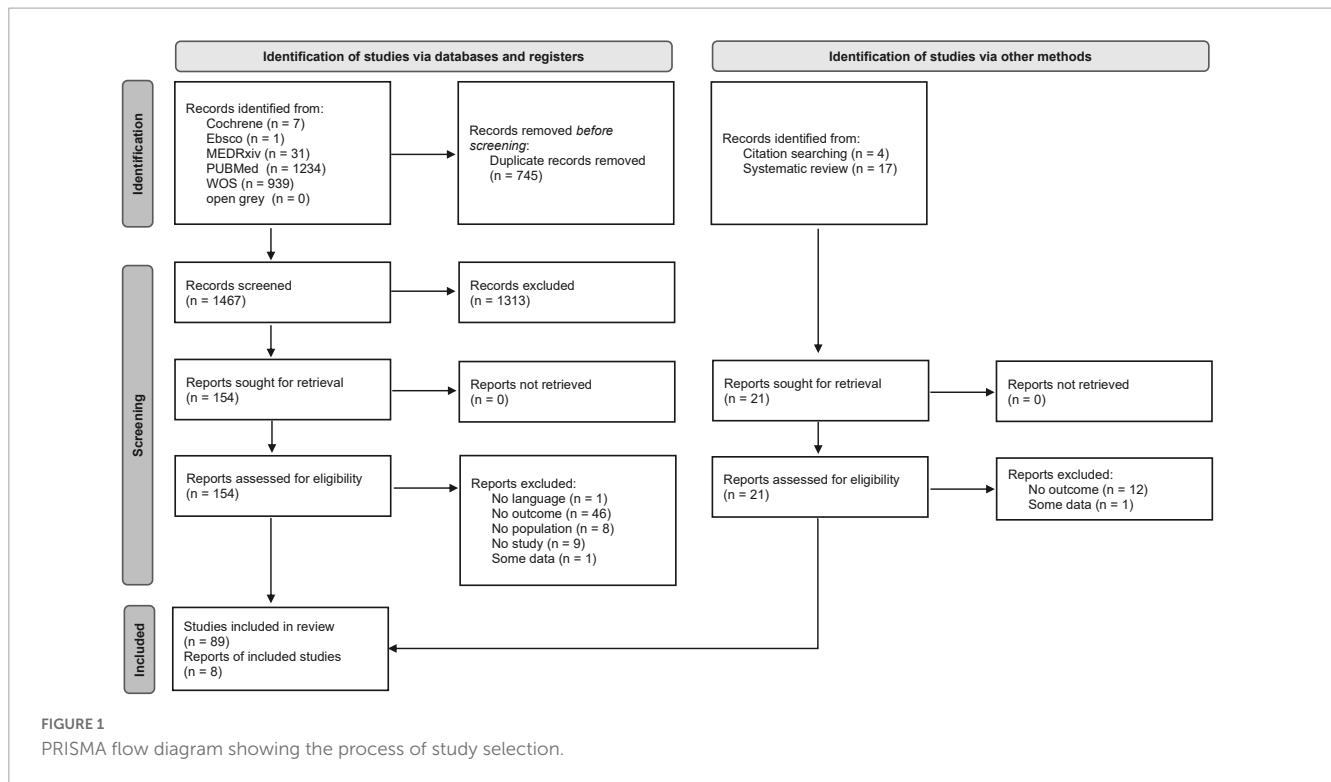 Identification of studies via databases and registers
Identification of studies via other methods
Identification
Records identified from:
Cochrene (n = 7)
Ebsco (n = 1)
MEDRxiv (n = 31)
PUBMed (n = 1234)
WOS (n = 939)
open grey (n = 0)
Records removed before
screening:
Duplicate records removed
(n = 745)
Records identified from:
Citation searching (n = 4)
Systematic review (n = 17)
Screening
Records screened
(n = 1467)
Records excluded
(n = 1313)
Reports sought for retrieval
(n = 154)
Reports not retrieved
(n = 0)
Reports sought for retrieval
(n = 21)
Reports not retrieved
(n = 0)
Reports assessed for eligibility
(n = 154)
Reports excluded:
No language (n = 1)
No outcome (n = 46)
No population (n = 8)
No study (n = 9)
Some data (n = 1)
Reports assessed for eligibility
(n = 21)
Reports excluded:
No outcome (n = 12)
Some data (n = 1)
Included
Studies included in review
(n = 89)
Reports of included studies
(n = 8)
FIGURE 1
PRISMA flow diagram showing the process of study selection.